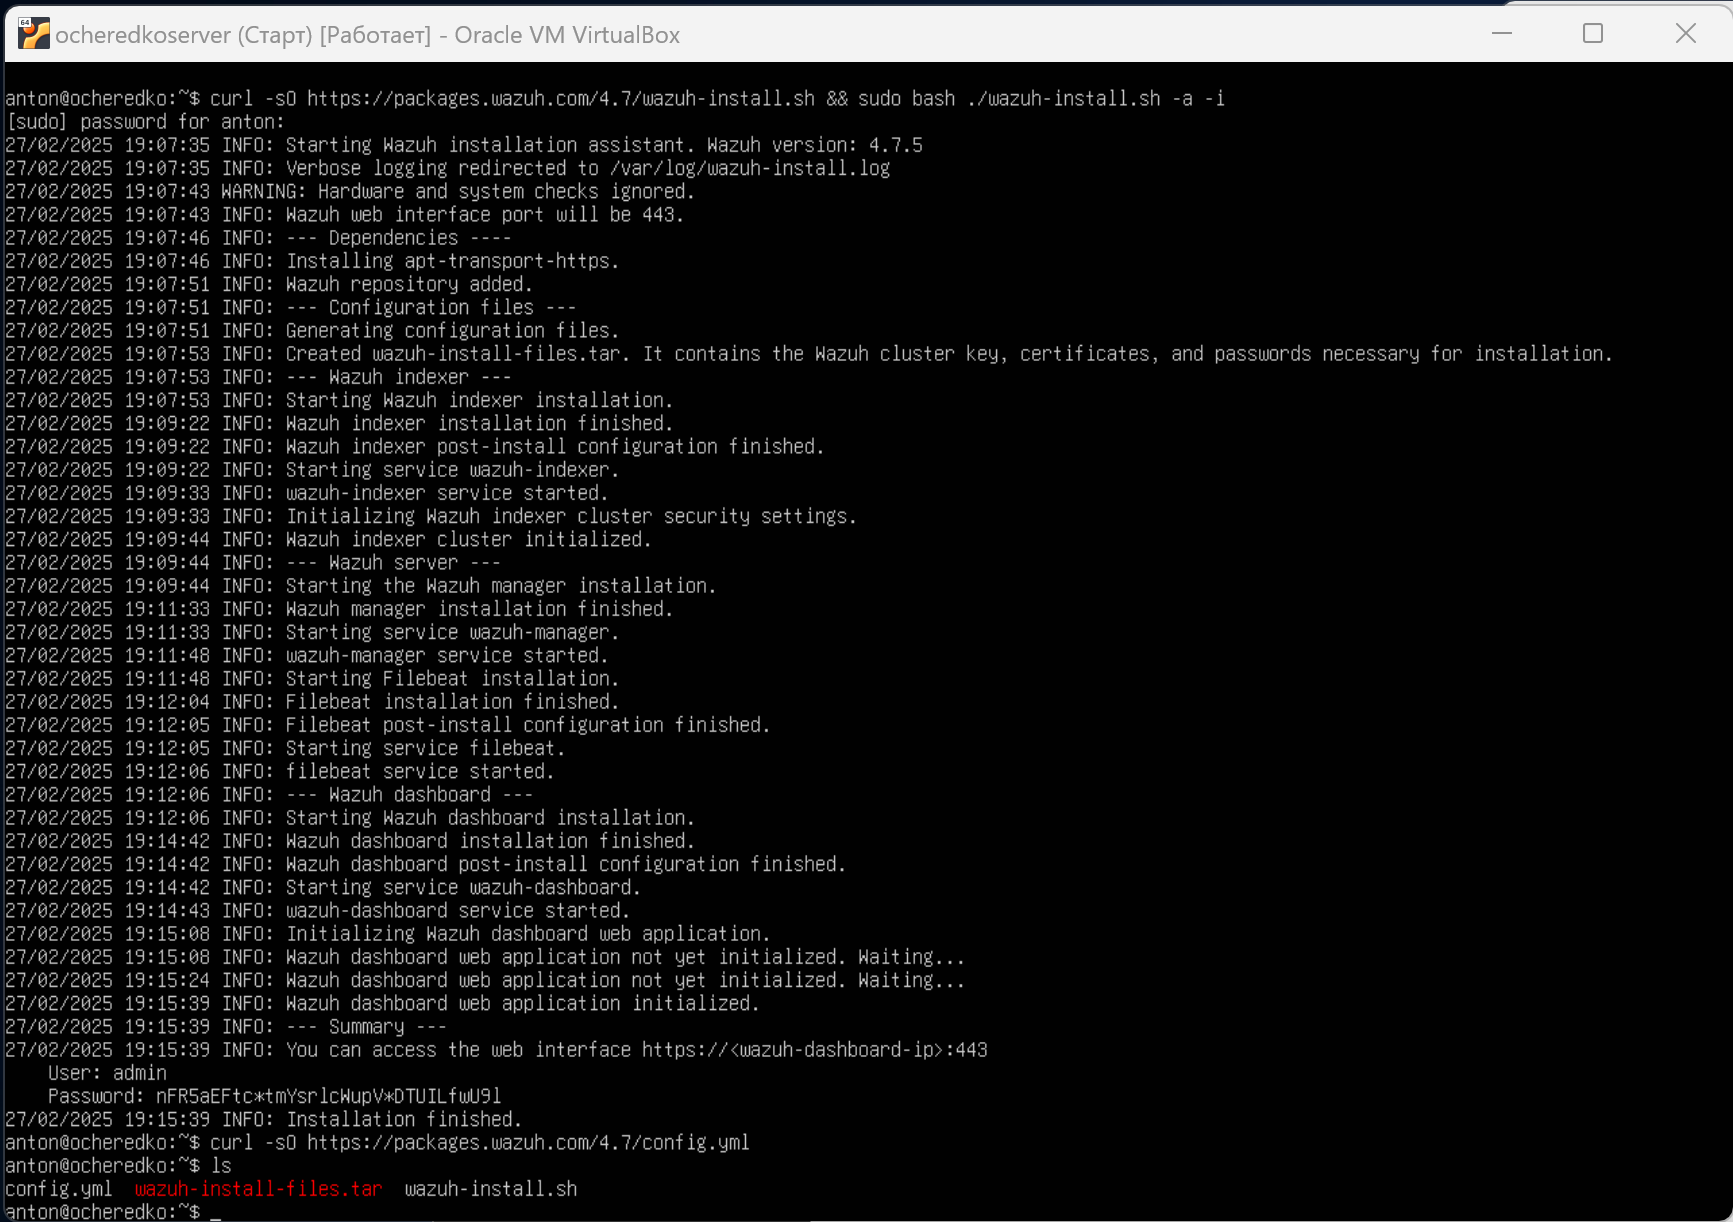 64
ocheredkoserver (Старт) [Работает] - Oracle VM VirtualBox
anton@ocheredko:~$ curl -sO https://packages.wazuh.com/4.7/wazuh-install.sh && sudo bash ./wazuh-install.sh -a -i
[sudo] password for anton:
27/02/2025 19:07:35 INFO: Starting Wazuh installation assistant. Wazuh version: 4.7.5
27/02/2025 19:07:35 INFO: Verbose logging redirected to /var/log/wazuh-install.log
27/02/2025 19:07:43 WARNING: Hardware and system checks ignored.
27/02/2025 19:07:43 INFO: Wazuh web interface port will be 443.
27/02/2025 19:07:46 INFO: --- Dependencies ----
27/02/2025 19:07:46 INFO: Installing apt-transport-https.
27/02/2025 19:07:51 INFO: Wazuh repository added.
27/02/2025 19:07:51 INFO: --- Configuration files ---
27/02/2025 19:07:51 INFO: Generating configuration files.
27/02/2025 19:07:53 INFO: Created wazuh-install-files.tar. It contains the Wazuh cluster key, certificates, and passwords necessary for installation.
27/02/2025 19:07:53 INFO: --- Wazuh indexer ---
27/02/2025 19:07:53 INFO: Starting Wazuh indexer installation.
27/02/2025 19:09:22 INFO: Wazuh indexer installation finished.
27/02/2025 19:09:22 INFO: Wazuh indexer post-install configuration finished.
27/02/2025 19:09:22 INFO: Starting service wazuh-indexer.
27/02/2025 19:09:33 INFO: wazuh-indexer service started.
27/02/2025 19:09:33 INFO: Initializing Wazuh indexer cluster security settings.
27/02/2025 19:09:44 INFO: Wazuh indexer cluster initialized.
27/02/2025 19:09:44 INFO: --- Wazuh server ---
27/02/2025 19:09:44 INFO: Starting the Wazuh manager installation.
27/02/2025 19:11:33 INFO: Wazuh manager installation finished.
27/02/2025 19:11:33 INFO: Starting service wazuh-manager.
27/02/2025 19:11:48 INFO: wazuh-manager service started.
27/02/2025 19:11:48 INFO: Starting Filebeat installation.
27/02/2025 19:12:04 INFO: Filebeat installation finished.
27/02/2025 19:12:05 INFO: Filebeat post-install configuration finished.
27/02/2025 19:12:05 INFO: Starting service filebeat.
27/02/2025 19:12:06 INFO: filebeat service started.
27/02/2025 19:12:06 INFO: --- Wazuh dashboard ---
27/02/2025 19:12:06 INFO: Starting Wazuh dashboard installation.
27/02/2025 19:14:42 INFO: Wazuh dashboard installation finished.
27/02/2025 19:14:42 INFO: Wazuh dashboard post-install configuration finished.
27/02/2025 19:14:42 INFO: Starting service wazuh-dashboard.
27/02/2025 19:14:43 INFO: wazuh-dashboard service started.
27/02/2025 19:15:08 INFO: Initializing Wazuh dashboard web application.
27/02/2025 19:15:08 INFO: Wazuh dashboard web application not yet initialized. Waiting...
27/02/2025 19:15:24 INFO: Wazuh dashboard web application not yet initialized. Waiting...
27/02/2025 19:15:39 INFO: Wazuh dashboard web application initialized.
27/02/2025 19:15:39 INFO: --- Summary ---
27/02/2025 19:15:39 INFO: You can access the web interface https://<wazuh-dashboard-ip>:443
User: admin
Password: nFR5aEFtc*tmYsrlcWupV*DTUILfwU9l
27/02/2025 19:15:39 INFO: Installation finished.
anton@ocheredko:~$ curl -sO https://packages.wazuh.com/4.7/config.yml
anton@ocheredko:~$ ls
config.yml wazuh-install-files.tar wazuh-install.sh
anton@ocheredko:~$ _